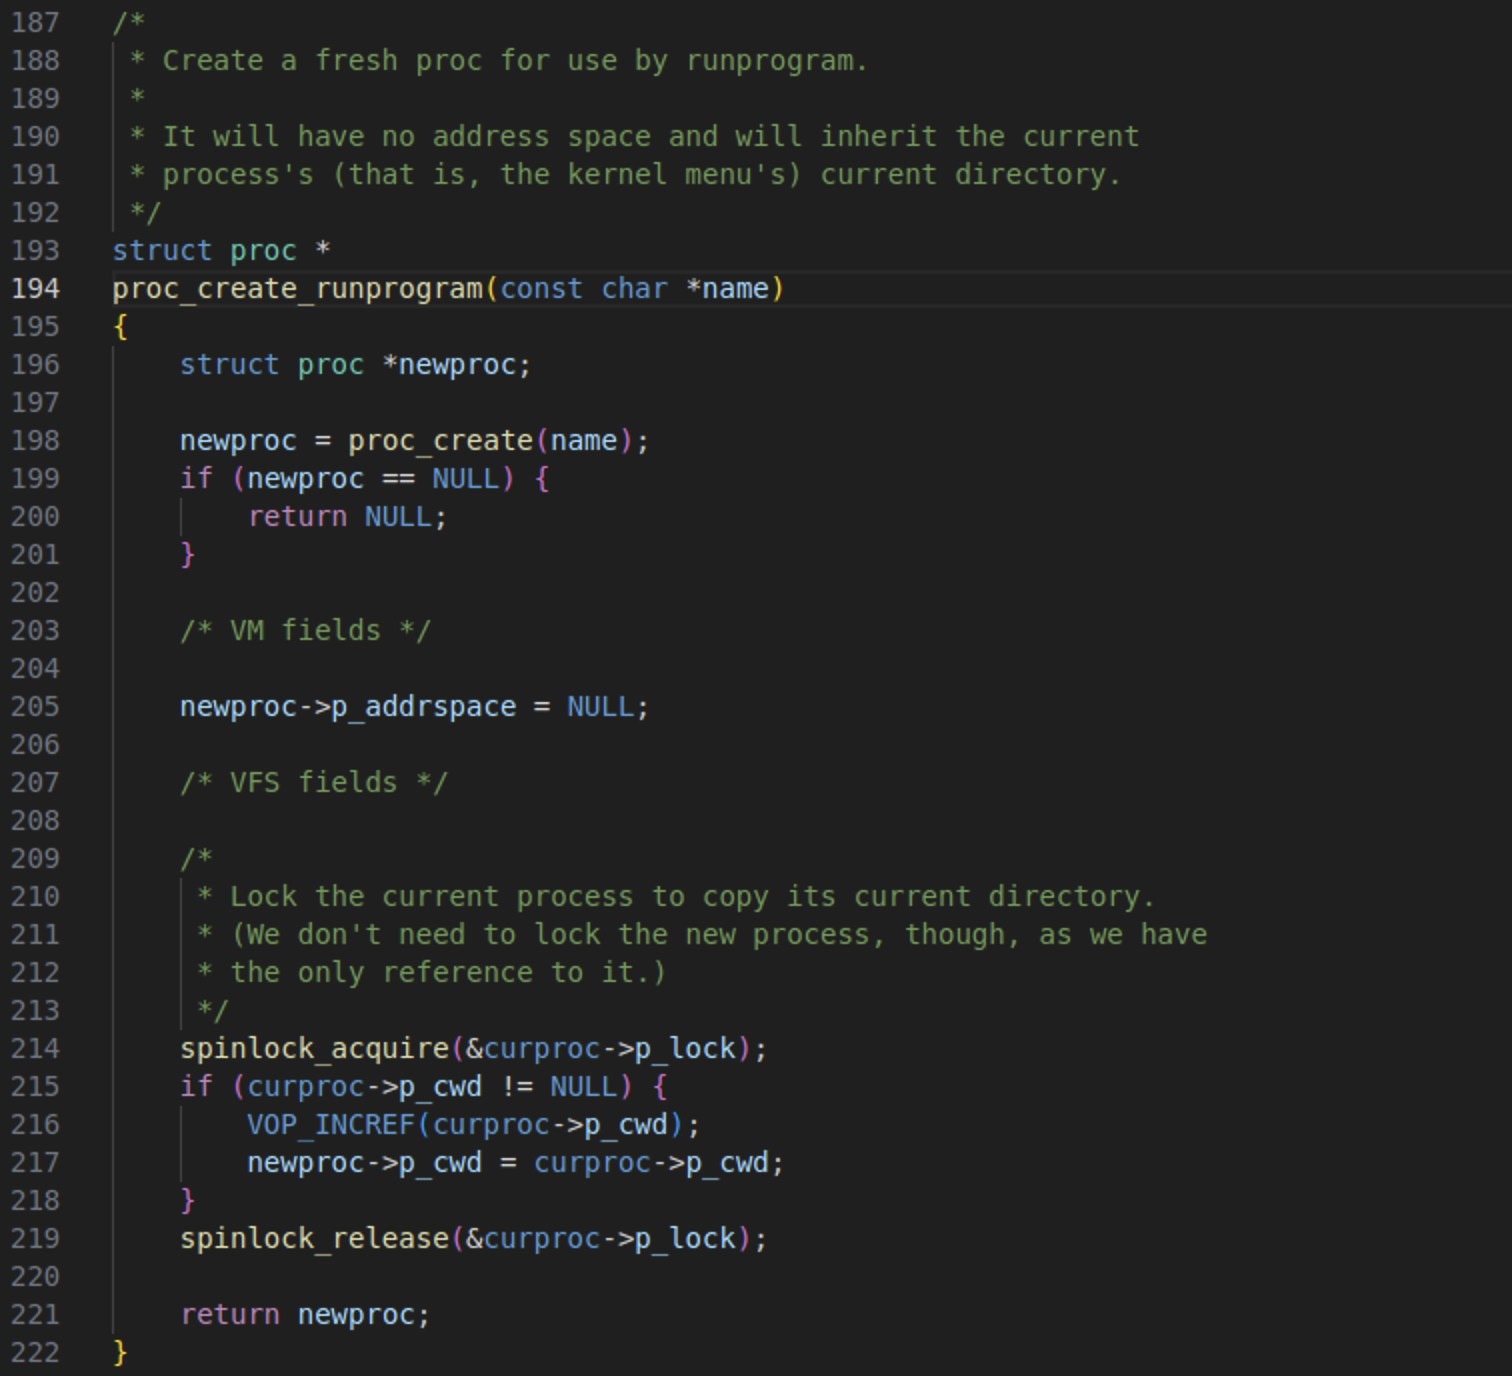 187 /*
188  * Create a fresh proc for use by runprogram.
189  *
190  * It will have no address space and will inherit the current
191  * process's (that is, the kernel menu's) current directory.
192  */
193 struct proc *
194 proc_create_runprogram(const char *name)
195 {
196     struct proc *newproc;
197
198     newproc = proc_create(name);
199     if (newproc == NULL) {
200         return NULL;
201     }
202
203     /* VM fields */
204
205     newproc->p_addrspace = NULL;
206
207     /* VFS fields */
208
209     /*
210      * Lock the current process to copy its current directory.
211      * (We don't need to lock the new process, though, as we have
212      * the only reference to it.)
213      */
214     spinlock_acquire(&curproc->p_lock);
215     if (curproc->p_cwd != NULL) {
216         VOP_INCREF(curproc->p_cwd);
217         newproc->p_cwd = curproc->p_cwd;
218     }
219     spinlock_release(&curproc->p_lock);
220
221     return newproc;
222 }